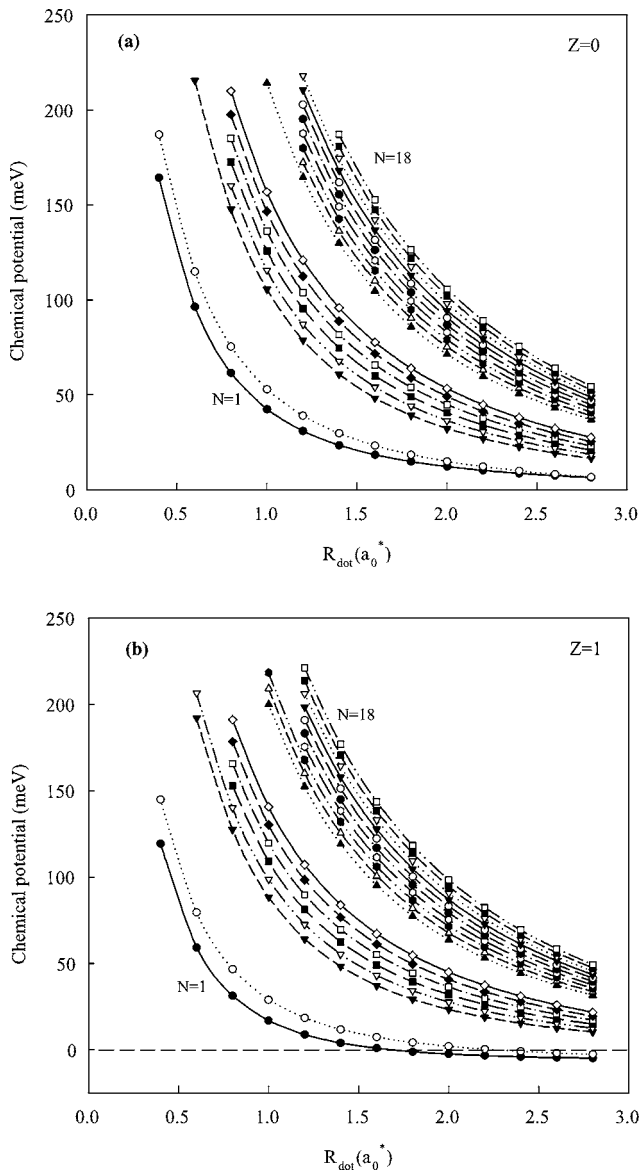 (a)
Z=0
250
200
150
100
50
0
Chemical potential (meV)
N=18
N=1
0.0 0.5 1.0 1.5 2.0 2.5 3.0
R_dot(a_0^*)
(b)
Z=1
250
200
150
100
50
0
Chemical potential (meV)
N=18
N=1
0.0 0.5 1.0 1.5 2.0 2.5 3.0
R_dot(a_0^*)